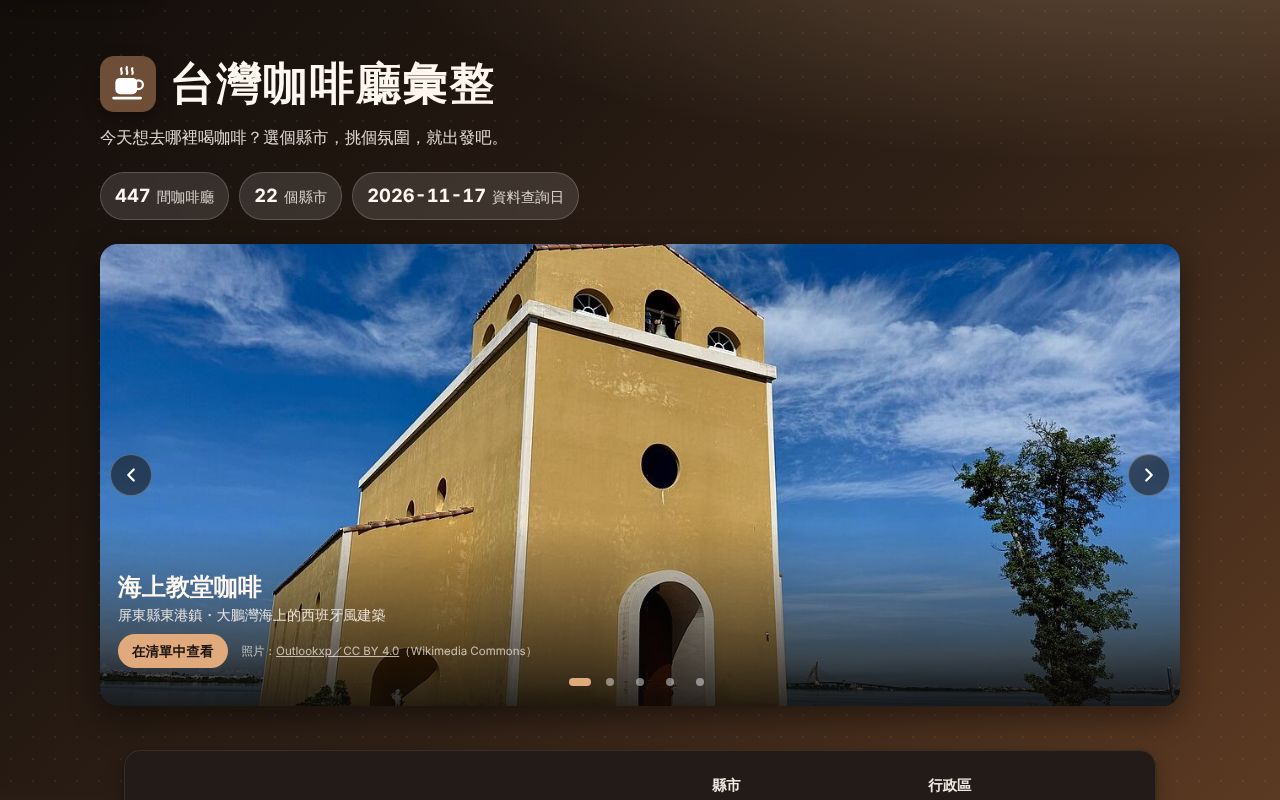 台灣咖啡廳彙整
今天想去哪裡喝咖啡？選個縣市，挑個氛圍，就出發吧。
447 間咖啡廳
22 個縣市
2026-11-17 資料查詢日
海上教堂咖啡
屏東縣東港鎮・大鵬灣海上的西班牙風建築
在清單中查看
照片：Outlookxp／CC BY 4.0（Wikimedia Commons）
縣市
行政區